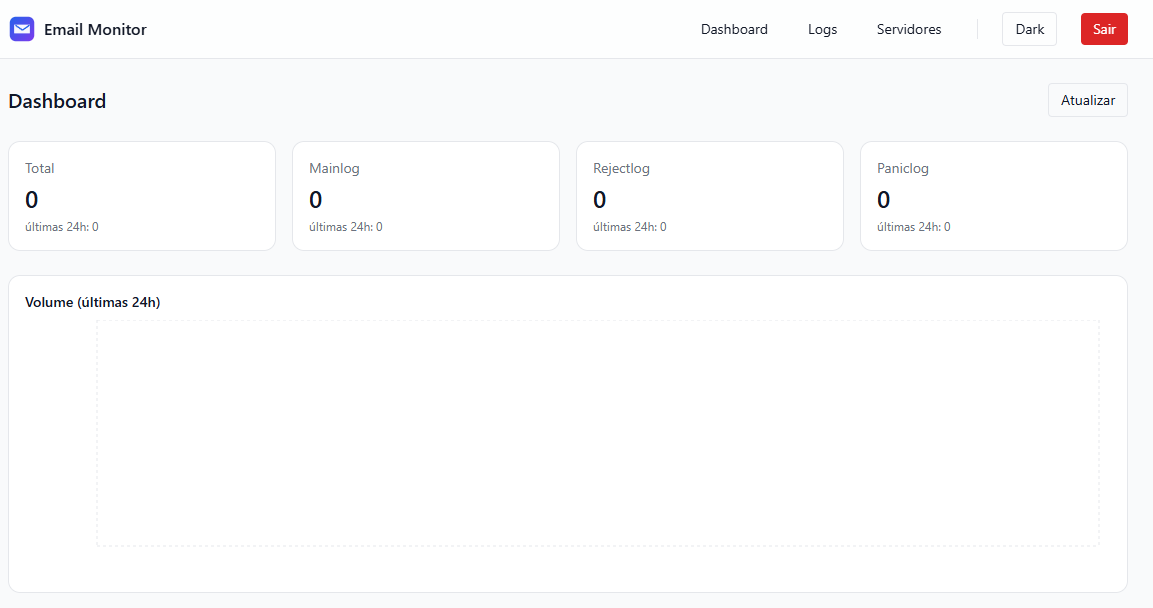 Email Monitor
Dashboard
Logs
Servidores
Dark
Sair
Dashboard
Atualizar
Total
0
últimas 24h: 0
Mainlog
0
últimas 24h: 0
Rejectlog
0
últimas 24h: 0
Paniclog
0
últimas 24h: 0
Volume (últimas 24h)